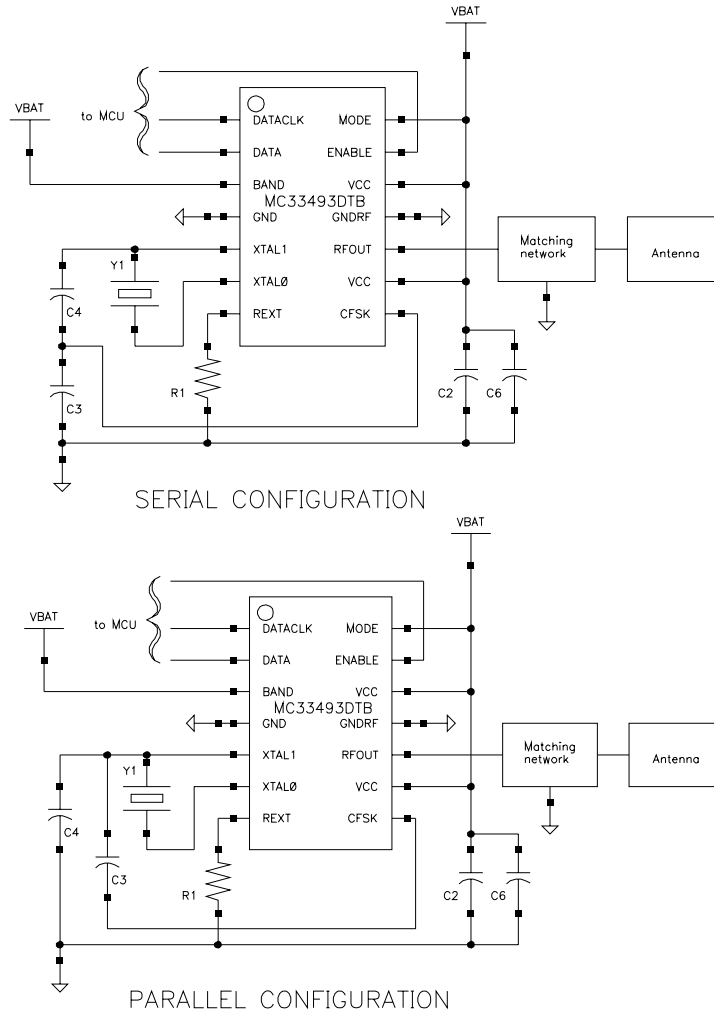 VBAT
VBAT
to MCU
DATACLK
MODE
DATA
ENABLE
BAND
VCC
MC33493DTB
GND
GNDRF
XTAL1
RFOUT
Matching
network
Antenna
Y1
XTALØ
VCC
C4
REXT
CFSK
C3
R1
C2
C6
SERIAL CONFIGURATION
VBAT
VBAT
to MCU
DATACLK
MODE
DATA
ENABLE
BAND
VCC
MC33493DTB
GND
GNDRF
XTAL1
RFOUT
Matching
network
Antenna
Y1
XTALØ
VCC
C4
REXT
CFSK
C3
R1
C2
C6
PARALLEL CONFIGURATION